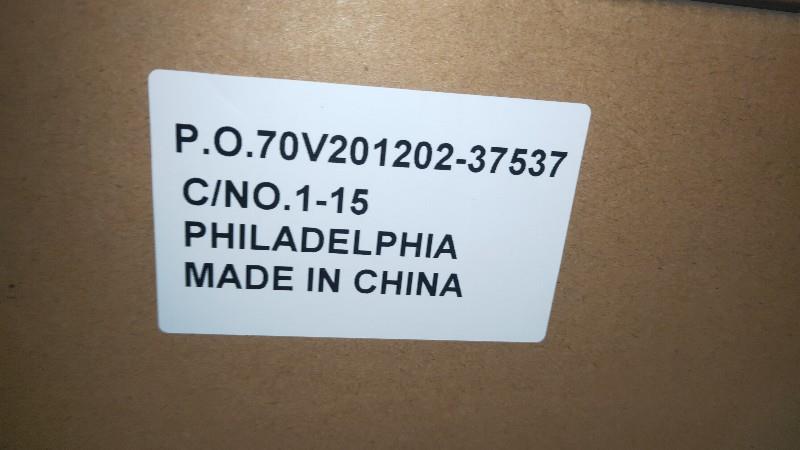 P.O.70V201202-37537
C/NO.1-15
PHILADELPHIA
MADE IN CHINA